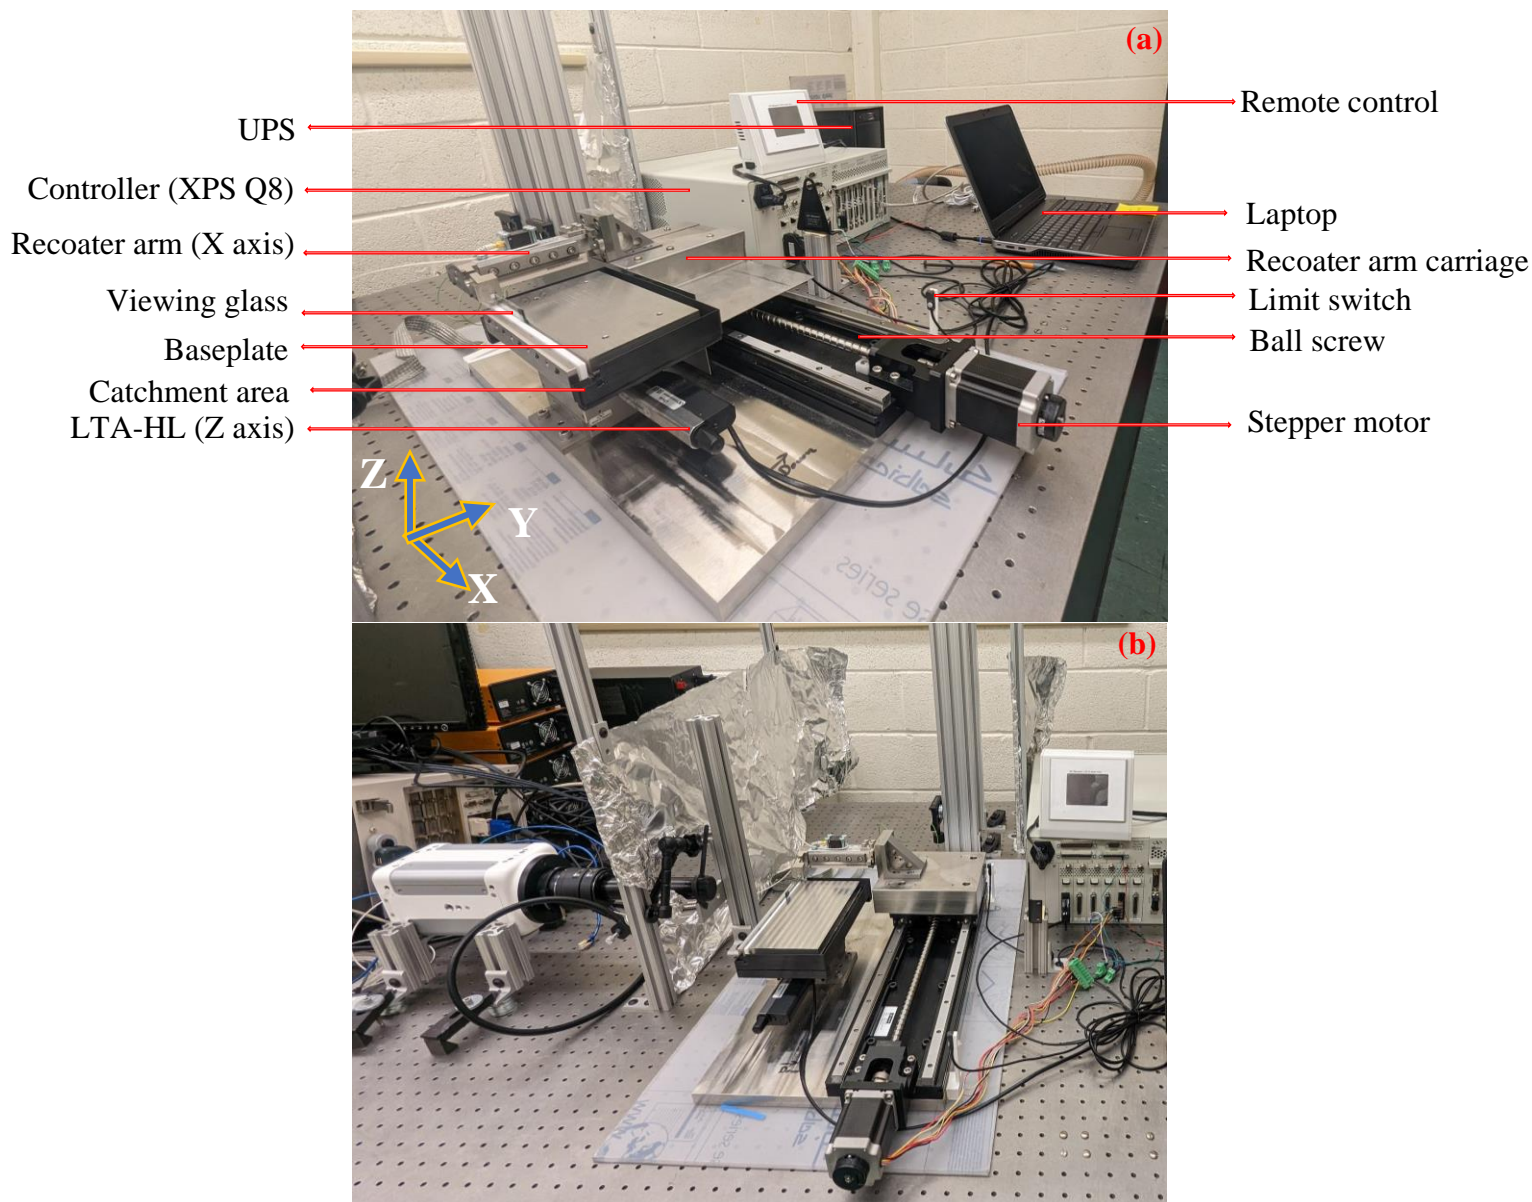 (a)
Remote control
UPS
Controller (XPS Q8)
Laptop
Recoater arm (X axis)
Recoater arm carriage
Viewing glass
Limit switch
Baseplate
Ball screw
Catchment area
LTA-HL (Z axis)
Stepper motor
Z
Y
X
(b)